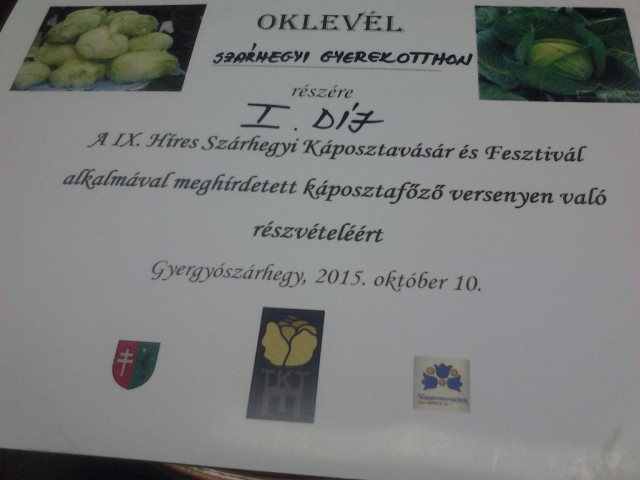 OKLEVÉL
SZÁRHEGYI GYEREKOTTHON
részére
I. DÍJ
A IX. Híres Szárhegyi Káposztavásár és Fesztivál
alkalmával meghírdetett káposztafőző versenyen való
részvételéért
Gyergyószárhegy, 2015. október 10.
TKT